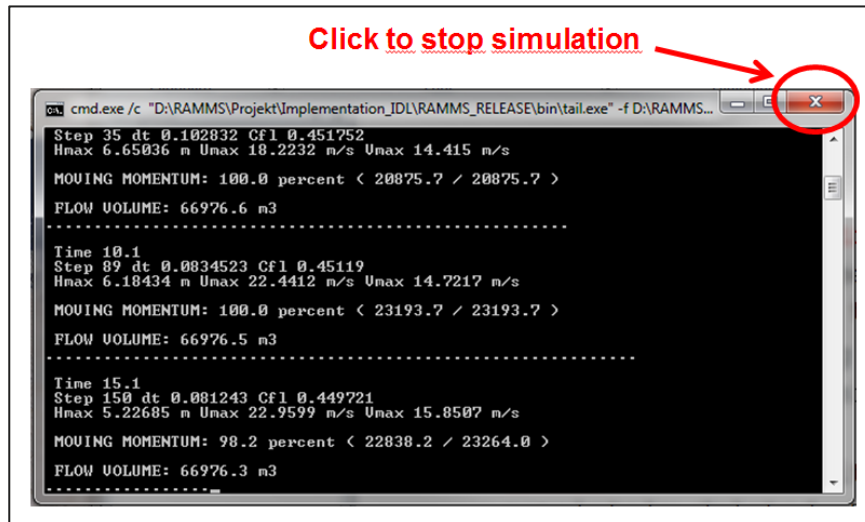 Click to stop simulation
cmd.exe /c "D:\RAMMS\Projekt\Implementation_IDL\RAMMS_RELEASE\bin\tail.exe" -f D:\RAMMS...
Step 35 dt 0.102832 Cfl 0.451752
Hmax 6.65036 m Umax 18.2232 m/s Vmax 14.415 m/s
MOVING MOMENTUM: 100.0 percent ( 20875.7 / 20875.7 )
FLOW VOLUME: 66976.6 m3
Time 10.1
Step 89 dt 0.0834523 Cfl 0.45119
Hmax 6.18434 m Umax 22.4412 m/s Vmax 14.7217 m/s
MOVING MOMENTUM: 100.0 percent ( 23193.7 / 23193.7 )
FLOW VOLUME: 66976.5 m3
Time 15.1
Step 150 dt 0.081243 Cfl 0.449721
Hmax 5.22685 m Umax 22.9599 m/s Vmax 15.8507 m/s
MOVING MOMENTUM: 98.2 percent ( 22838.2 / 23264.0 )
FLOW VOLUME: 66976.3 m3